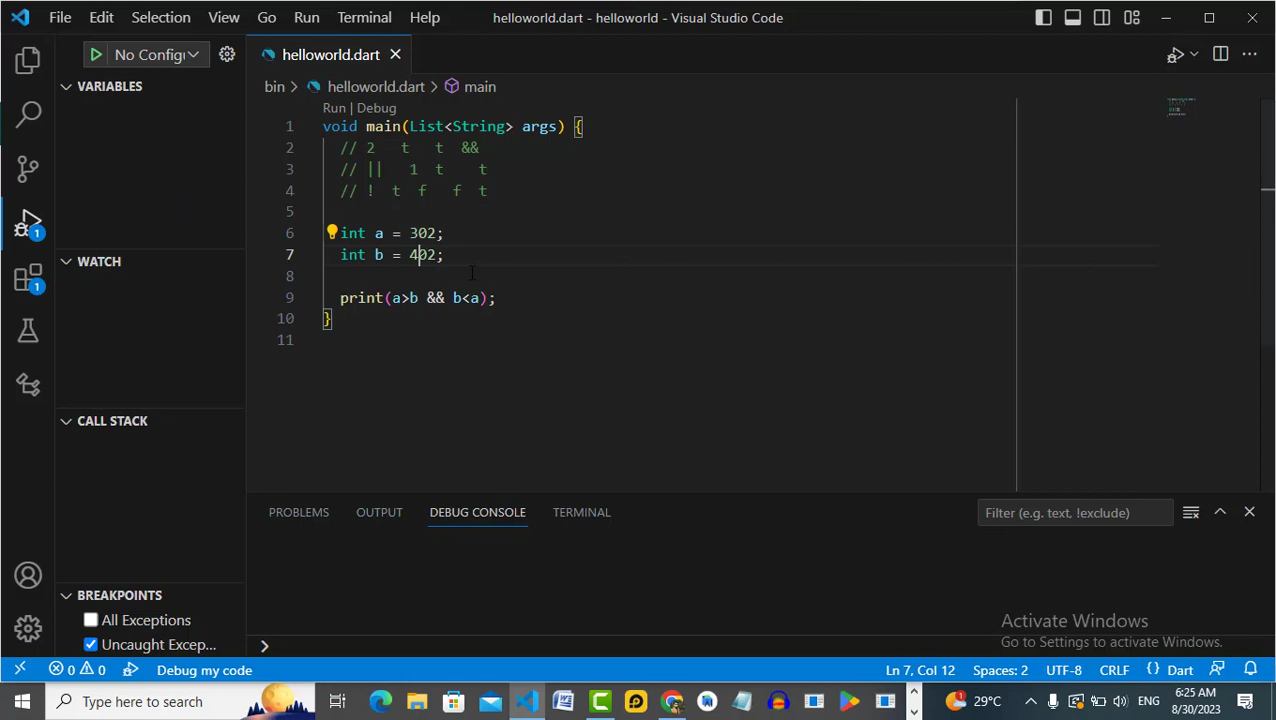 File Edit Selection View Go Run Terminal Help helloworld.dart - helloworld - Visual Studio Code
No Config
helloworld.dart
VARIABLES
bin > helloworld.dart > main
Run | Debug
1 void main(List<String> args) {
2 // 2 t t &&
3 // || 1 t t
4 // ! t f f t
5
6 int a = 302;
7 int b = 402;
8
9 print(a>b && b<a);
10 }
11
1
1
WATCH
CALL STACK
BREAKPOINTS
All Exceptions
Uncaught Excep...
PROBLEMS OUTPUT DEBUG CONSOLE TERMINAL Filter (e.g. text, !exclude)
Activate Windows
Go to Settings to activate Windows.
0 0 Debug my code Ln 7, Col 12 Spaces: 2 UTF-8 CRLF {} Dart
Type here to search 29°C 6:25 AM
8/30/2023